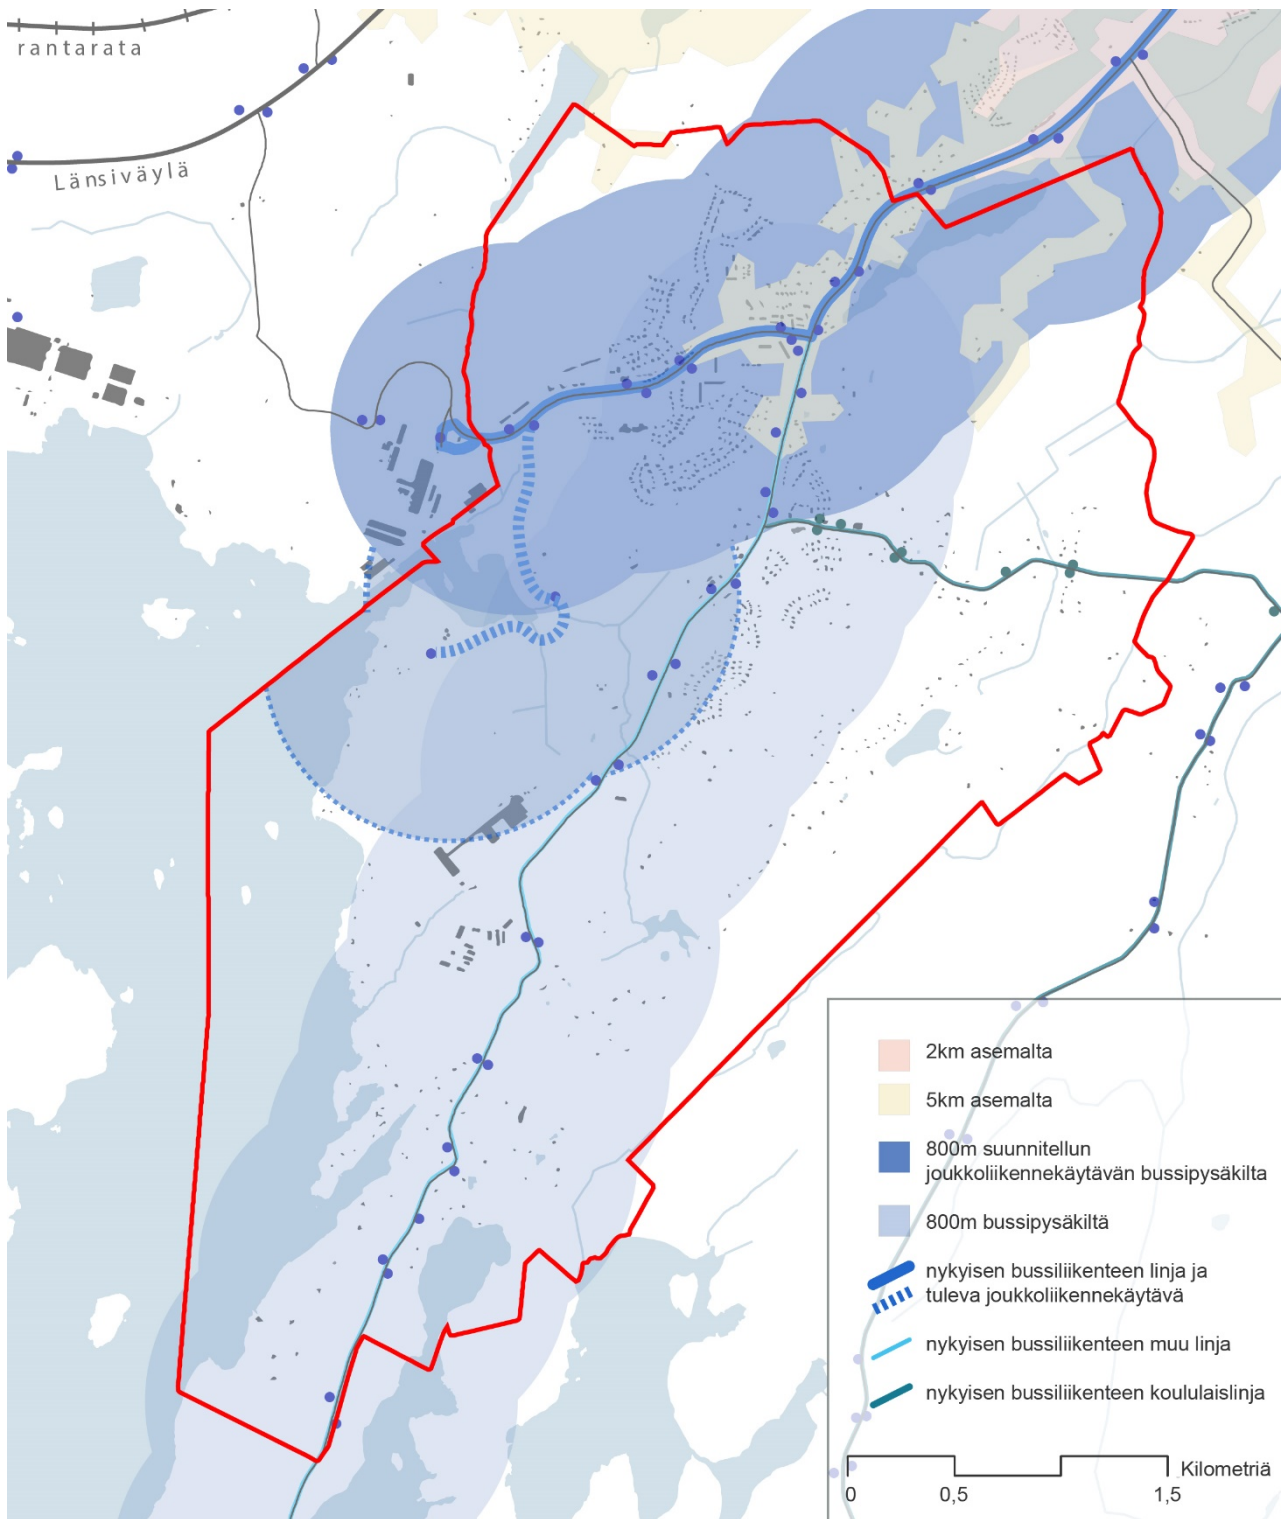 rantarata
Länsiväylä
2km asemalta
5km asemalta
800m suunnitellun
joukkoliikennekäytävän bussipysäkilta
800m bussipysäkiltä
nykyisen bussiliikenteen linja ja
tuleva joukkoliikennekäytävä
nykyisen bussiliikenteen muu linja
nykyisen bussiliikenteen koululaislinja
Kilometriä
0 0,5 1,5